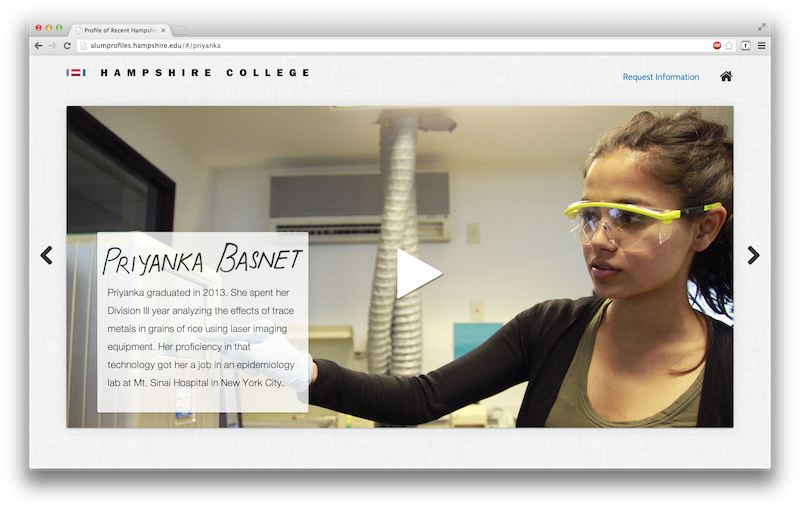 Profile of Recent Hampshi
alumprofiles.hampshire.edu/#/priyanka
ABP
HAMPSHIRE COLLEGE
Request Information
PRIYANKA BASNET
Priyanka graduated in 2013. She spent her
Division III year analyzing the effects of trace
metals in grains of rice using laser imaging
equipment. Her proficiency in that
technology got her a job in an epidemiology
lab at Mt. Sinai Hospital in New York City.